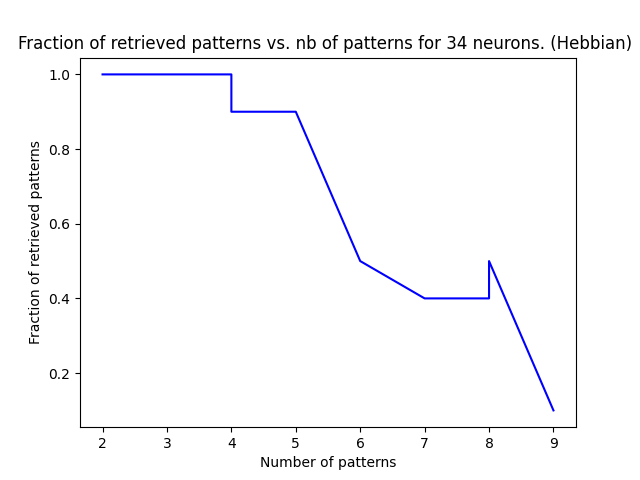 Fraction of retrieved patterns vs. nb of patterns for 34 neurons. (Hebbian)
1.0
0.8
0.6
0.4
0.2
Fraction of retrieved patterns
2 3 4 5 6 7 8 9
Number of patterns